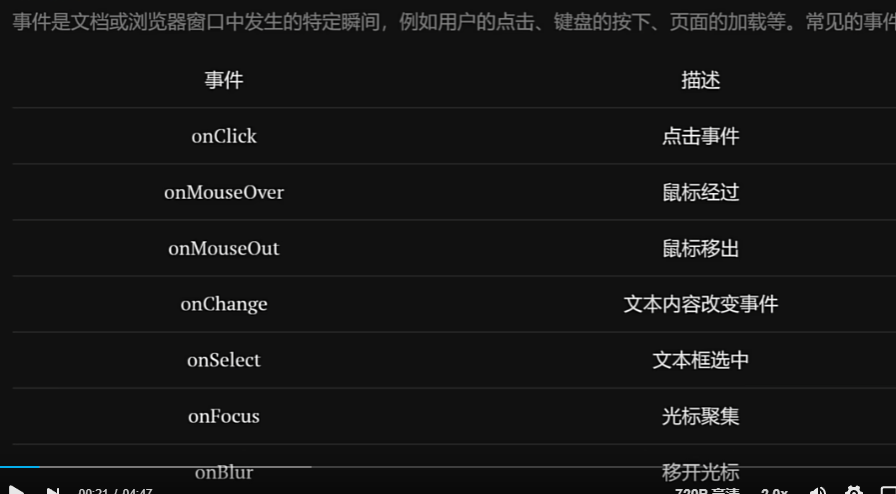 事件是文档或浏览器窗口中发生的特定瞬间，例如用户的点击、键盘的按下、页面的加载等。常见的事件
事件 描述
onClick 点击事件
onMouseOver 鼠标经过
onMouseOut 鼠标移出
onChange 文本内容改变事件
onSelect 文本框选中
onFocus 光标聚集
onBlur 移开光标
00:21 / 04:47 720P 高清 2.0x